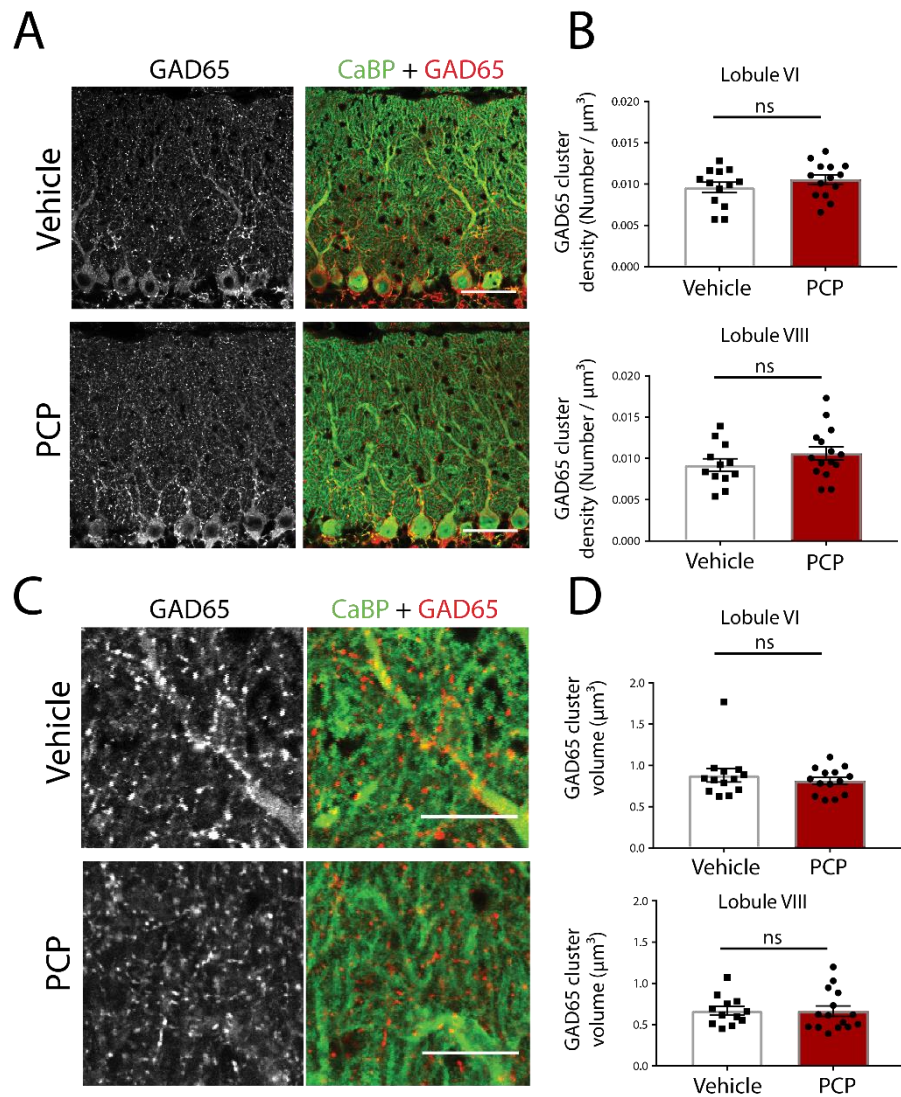 A
GAD65
CaBP + GAD65
Vehicle
PCP
B
Lobule VI
ns
GAD65 cluster
density (Number / μm³)
0.020
0.015
0.010
0.005
0.000
Vehicle
PCP
Lobule VIII
ns
GAD65 cluster
density (Number / μm³)
0.020
0.015
0.010
0.005
0.000
Vehicle
PCP
C
GAD65
CaBP + GAD65
Vehicle
PCP
D
Lobule VI
ns
GAD65 cluster
volume (μm³)
2.0
1.5
1.0
0.5
0
Vehicle
PCP
Lobule VIII
ns
GAD65 cluster
volume (μm³)
2.0
1.5
1.0
0.5
0
Vehicle
PCP